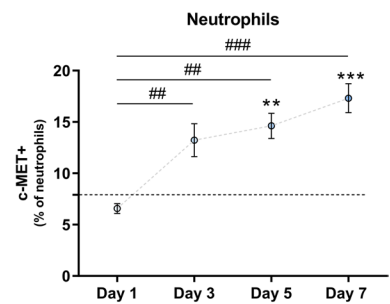 Neutrophils
###
##
##
**
***
c-MET+
(% of neutrophils)
20
15
10
5
0
Day 1 Day 3 Day 5 Day 7